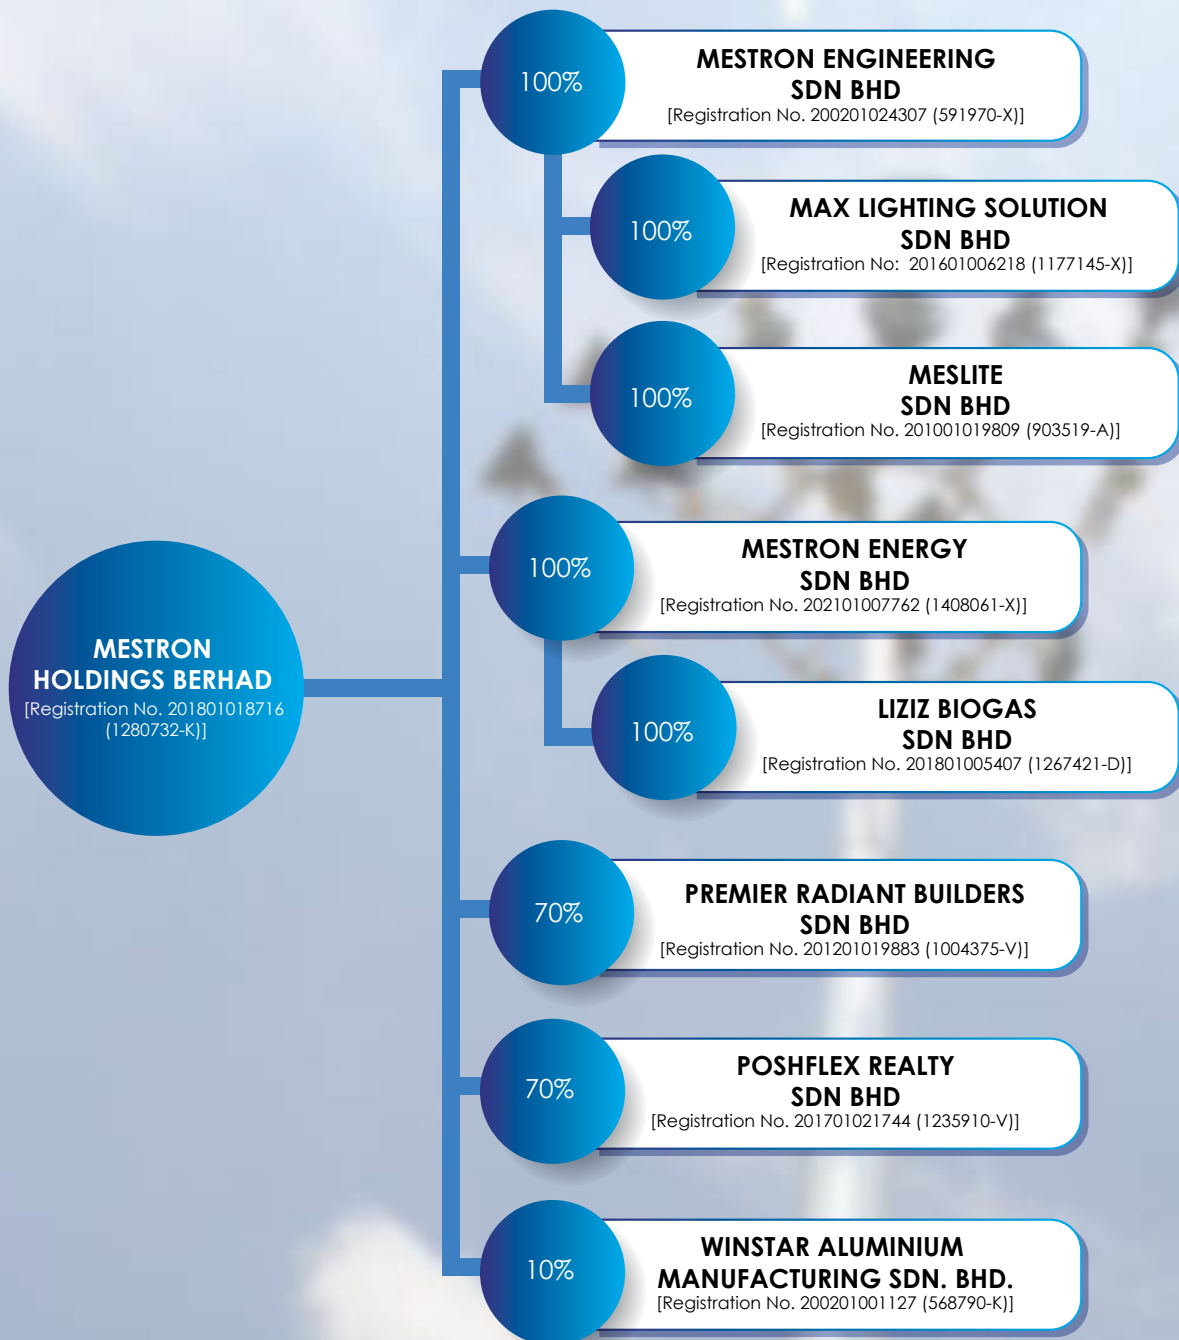 100%
MESTRON ENGINEERING
SDN BHD
[Registration No. 200201024307 (591970-X)]
100%
MAX LIGHTING SOLUTION
SDN BHD
[Registration No:  201601006218 (1177145-X)]
100%
MESLITE
SDN BHD
[Registration No. 201001019809 (903519-A)]
100%
MESTRON ENERGY
SDN BHD
[Registration No. 202101007762 (1408061-X)]
MESTRON
HOLDINGS BERHAD
[Registration No. 201801018716
(1280732-K)]
100%
LIZIZ BIOGAS
SDN BHD
[Registration No. 201801005407 (1267421-D)]
70%
PREMIER RADIANT BUILDERS
SDN BHD
[Registration No. 201201019883 (1004375-V)]
70%
POSHFLEX REALTY
SDN BHD
[Registration No. 201701021744 (1235910-V)]
10%
WINSTAR ALUMINIUM
MANUFACTURING SDN. BHD.
[Registration No. 200201001127 (568790-K)]